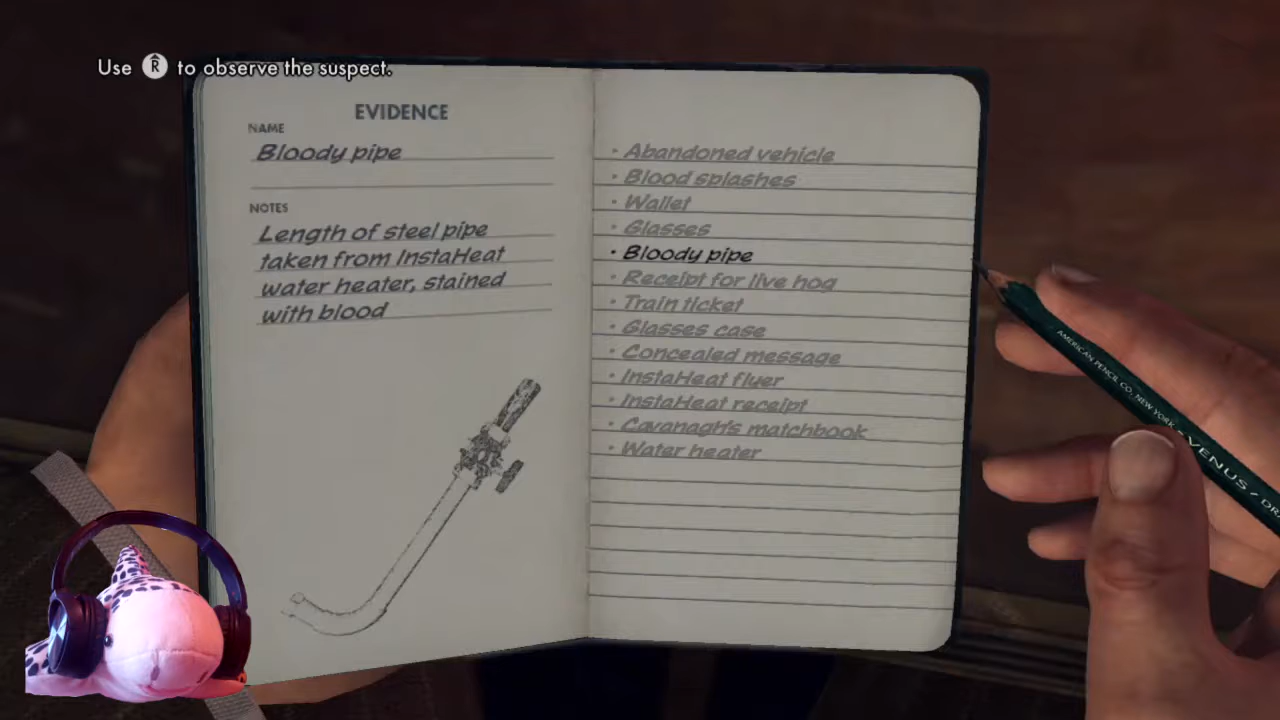 Use R to observe the suspect.
EVIDENCE
NAME
Bloody pipe
NOTES
Length of steel pipe
taken from InstaHeat
water heater, stained
with blood
• Abandoned vehicle
• Blood splashes
• Wallet
• Glasses
• Bloody pipe
• Receipt for live hog
• Train ticket
• Glasses case
• Concealed message
• InstaHeat flyer
• InstaHeat receipt
• Cavanagh's matchbook
• Water heater
AMERICAN PENCIL CO. NEW YORK VENUS / DRA